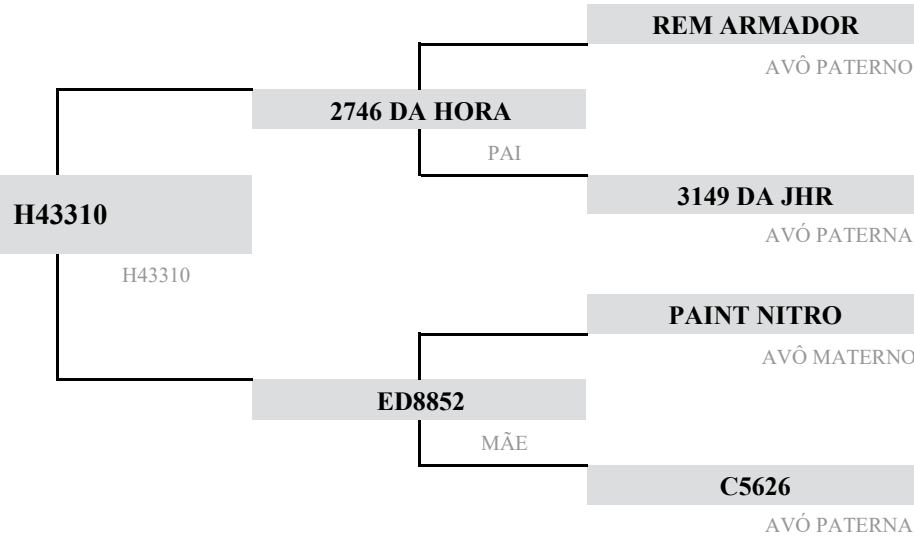 REM ARMADOR
AVÔ PATERNO
2746 DA HORA
PAI
3149 DA JHR
AVÓ PATERNA
H43310
H43310
PAINT NITRO
AVÔ MATERNO
ED8852
MÃE
C5626
AVÓ PATERNA